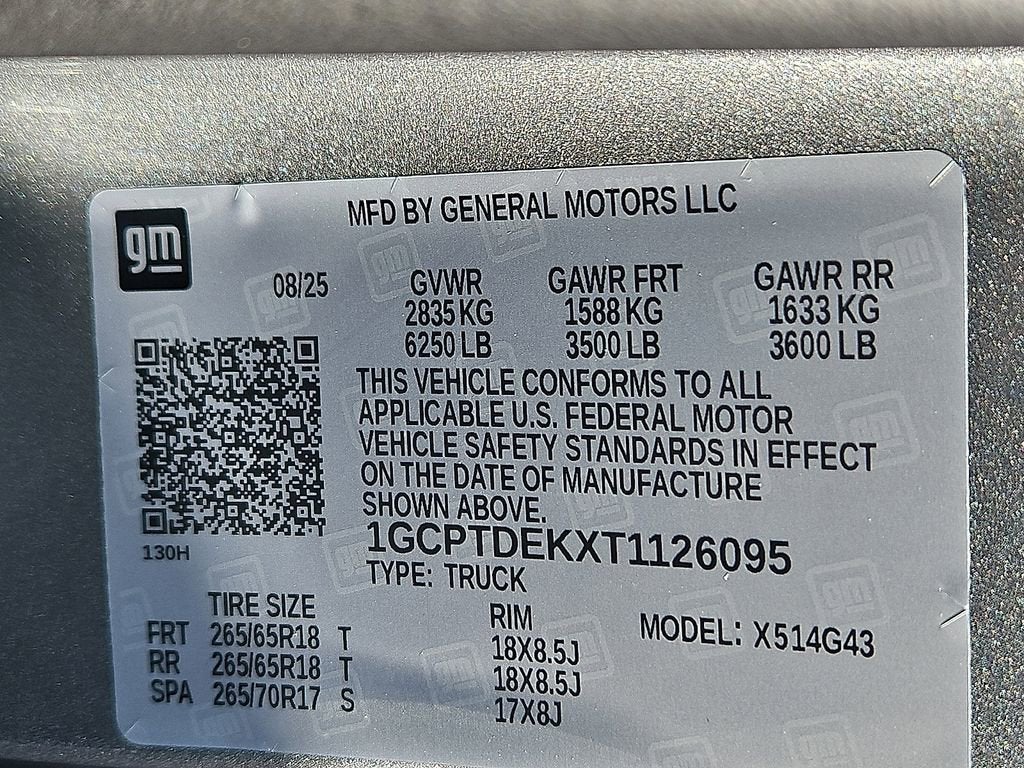 gm
MFD BY GENERAL MOTORS LLC
08/25 GVWR GAWR FRT GAWR RR
2835 KG 1588 KG 1633 KG
6250 LB 3500 LB 3600 LB
THIS VEHICLE CONFORMS TO ALL
APPLICABLE U.S. FEDERAL MOTOR
VEHICLE SAFETY STANDARDS IN EFFECT
ON THE DATE OF MANUFACTURE
SHOWN ABOVE.
130H
1GCPTDEKXT1126095
TYPE: TRUCK
TIRE SIZE RIM MODEL: X514G43
FRT 265/65R18 T 18X8.5J
RR 265/65R18 T 18X8.5J
SPA 265/70R17 S 17X8J